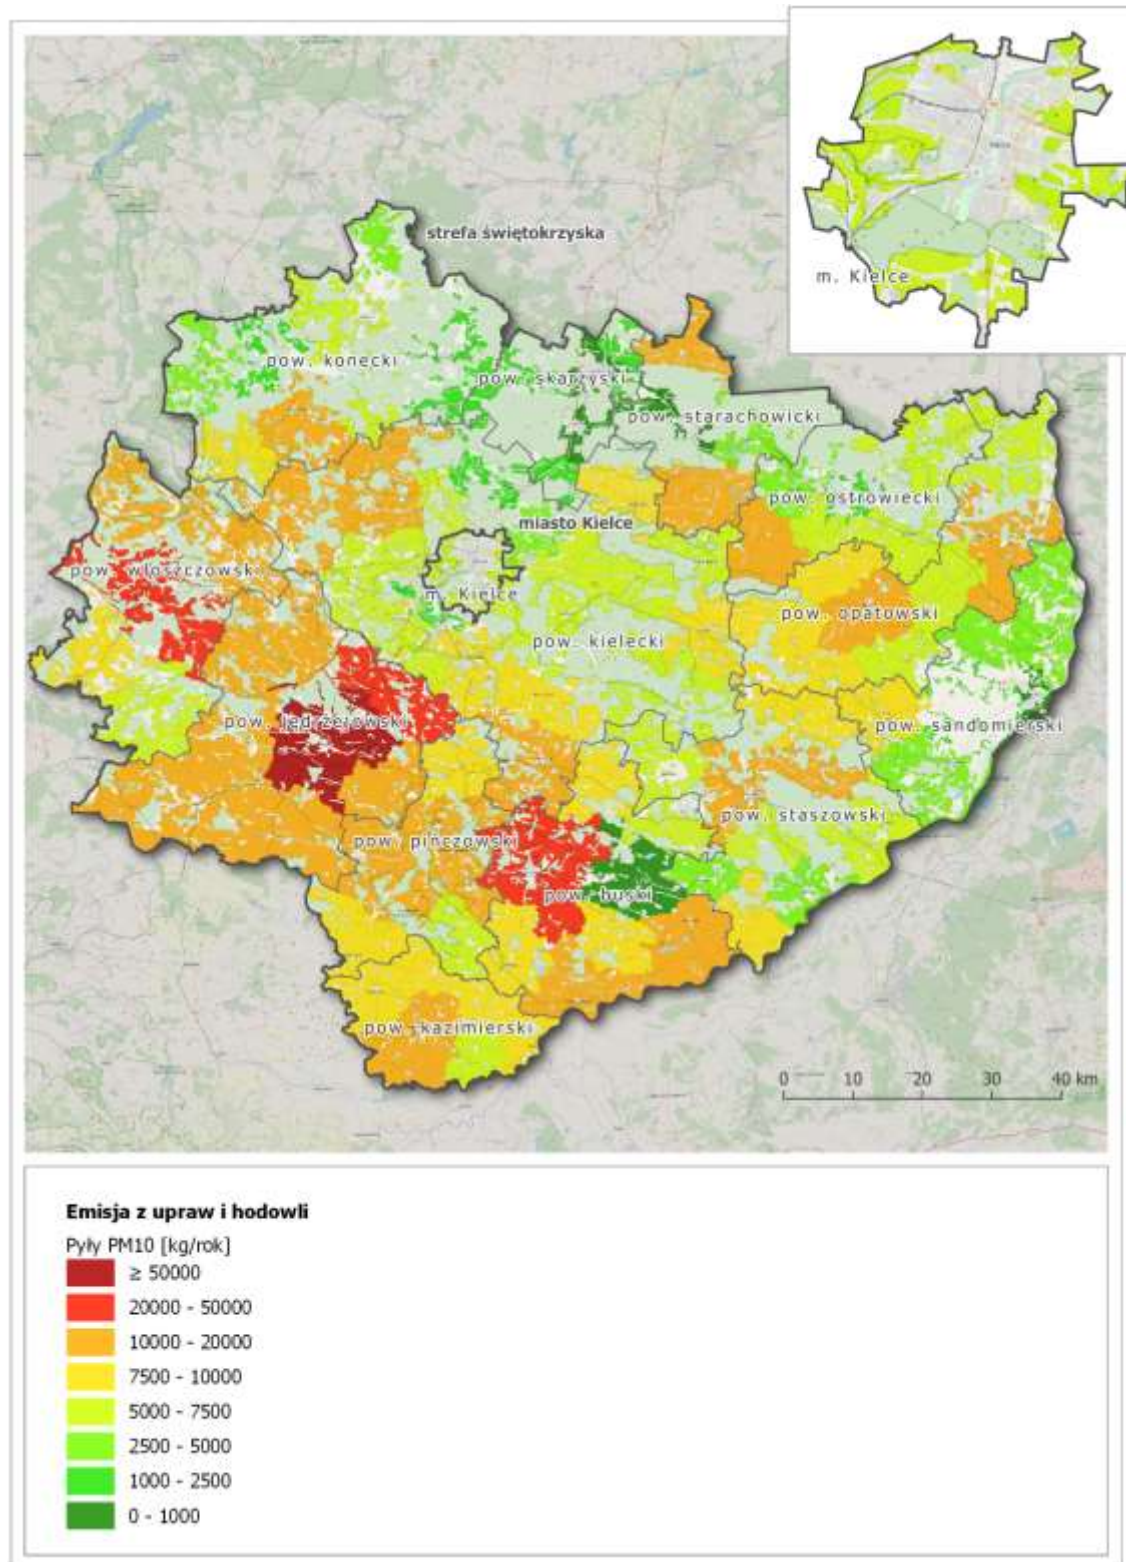 strefa świętokrzyska
m. Kielce
pow. konecki
pow. skarżyski
pow. starachowicki
pow. ostrowiecki
miasto Kielce
pow. włoszczowski
m. Kielce
pow. opatowski
pow. kielecki
pow. jędrzejowski
pow. sandomierski
pow. staszowski
pow. pińczowski
pow. buski
pow. kazimierski
0 10 20 30 40 km
Emisja z upraw i hodowli
Pyły PM10 [kg/rok]
≥ 50000
20000 - 50000
10000 - 20000
7500 - 10000
5000 - 7500
2500 - 5000
1000 - 2500
0 - 1000